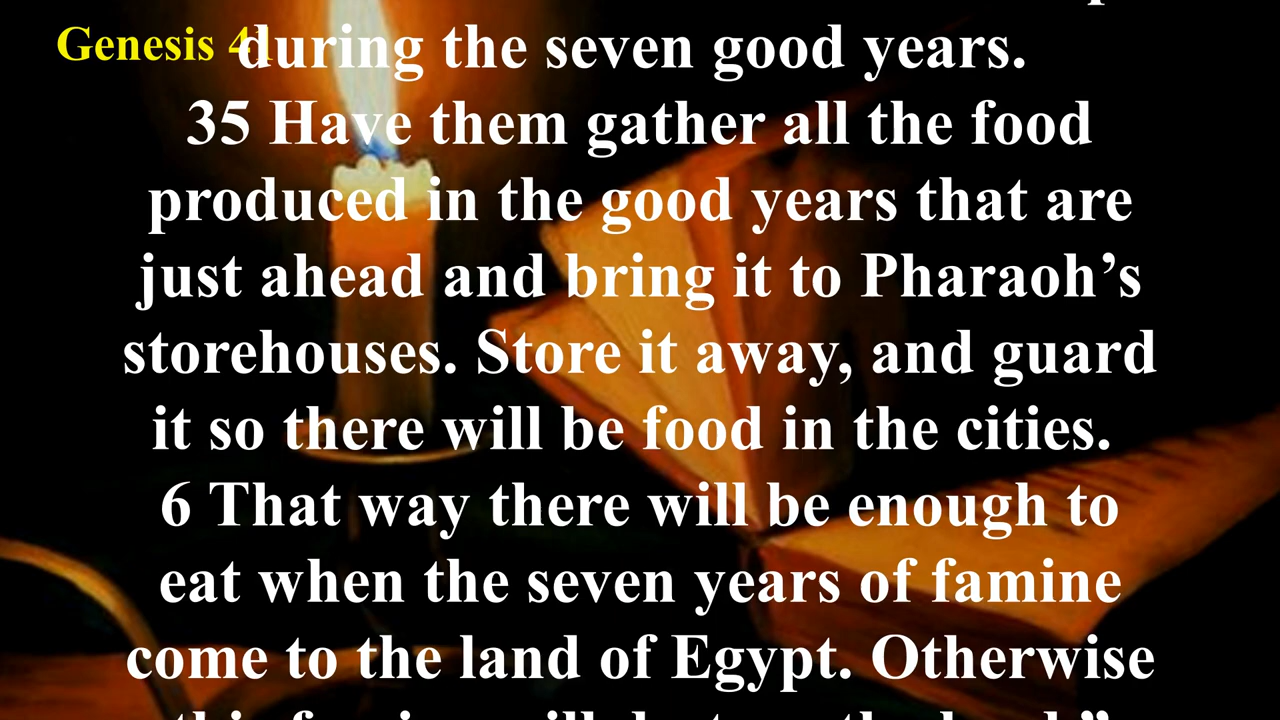 Genesis 4
during the seven good years.
35 Have them gather all the food
produced in the good years that are
just ahead and bring it to Pharaoh’s
storehouses. Store it away, and guard
it so there will be food in the cities.
6 That way there will be enough to
eat when the seven years of famine
come to the land of Egypt. Otherwise